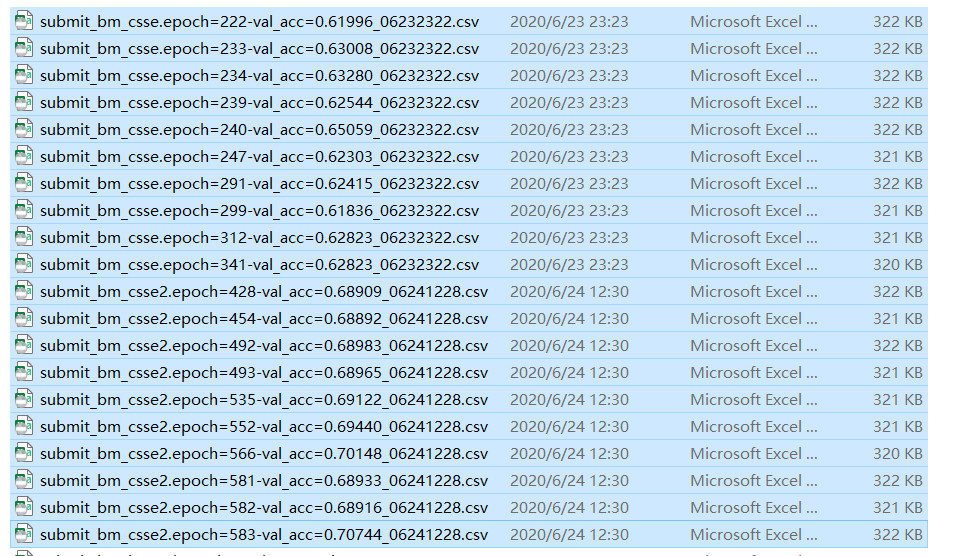 submit_bm_csse.epoch=222-val_acc=0.61996_06232322.csv 2020/6/23 23:23 Microsoft Excel ... 322 KB
submit_bm_csse.epoch=233-val_acc=0.63008_06232322.csv 2020/6/23 23:23 Microsoft Excel ... 322 KB
submit_bm_csse.epoch=234-val_acc=0.63280_06232322.csv 2020/6/23 23:23 Microsoft Excel ... 322 KB
submit_bm_csse.epoch=239-val_acc=0.62544_06232322.csv 2020/6/23 23:23 Microsoft Excel ... 322 KB
submit_bm_csse.epoch=240-val_acc=0.65059_06232322.csv 2020/6/23 23:23 Microsoft Excel ... 322 KB
submit_bm_csse.epoch=247-val_acc=0.62303_06232322.csv 2020/6/23 23:23 Microsoft Excel ... 321 KB
submit_bm_csse.epoch=291-val_acc=0.62415_06232322.csv 2020/6/23 23:23 Microsoft Excel ... 322 KB
submit_bm_csse.epoch=299-val_acc=0.61836_06232322.csv 2020/6/23 23:23 Microsoft Excel ... 321 KB
submit_bm_csse.epoch=312-val_acc=0.62823_06232322.csv 2020/6/23 23:23 Microsoft Excel ... 321 KB
submit_bm_csse.epoch=341-val_acc=0.62823_06232322.csv 2020/6/23 23:23 Microsoft Excel ... 320 KB
submit_bm_csse2.epoch=428-val_acc=0.68909_06241228.csv 2020/6/24 12:30 Microsoft Excel ... 322 KB
submit_bm_csse2.epoch=454-val_acc=0.68892_06241228.csv 2020/6/24 12:30 Microsoft Excel ... 321 KB
submit_bm_csse2.epoch=492-val_acc=0.68983_06241228.csv 2020/6/24 12:30 Microsoft Excel ... 322 KB
submit_bm_csse2.epoch=493-val_acc=0.68965_06241228.csv 2020/6/24 12:30 Microsoft Excel ... 321 KB
submit_bm_csse2.epoch=535-val_acc=0.69122_06241228.csv 2020/6/24 12:30 Microsoft Excel ... 321 KB
submit_bm_csse2.epoch=552-val_acc=0.69440_06241228.csv 2020/6/24 12:30 Microsoft Excel ... 321 KB
submit_bm_csse2.epoch=566-val_acc=0.70148_06241228.csv 2020/6/24 12:30 Microsoft Excel ... 320 KB
submit_bm_csse2.epoch=581-val_acc=0.68933_06241228.csv 2020/6/24 12:30 Microsoft Excel ... 322 KB
submit_bm_csse2.epoch=582-val_acc=0.68916_06241228.csv 2020/6/24 12:30 Microsoft Excel ... 321 KB
submit_bm_csse2.epoch=583-val_acc=0.70744_06241228.csv 2020/6/24 12:30 Microsoft Excel ... 321 KB